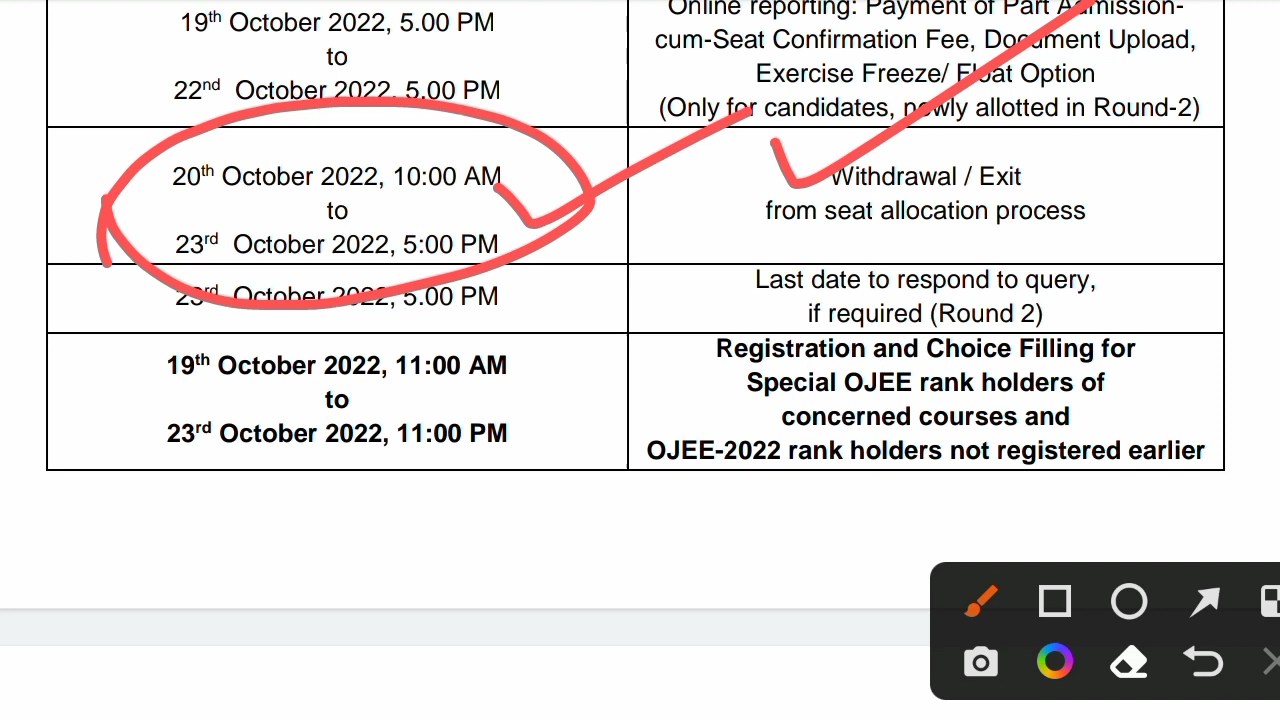 19th October 2022, 5.00 PM
to
22nd October 2022, 5.00 PM
Online reporting: Payment of Part Admission-
cum-Seat Confirmation Fee, Document Upload,
Exercise Freeze/ Float Option
(Only for candidates, newly allotted in Round-2)
20th October 2022, 10:00 AM
to
23rd October 2022, 5:00 PM
Withdrawal / Exit
from seat allocation process
23rd October 2022, 5.00 PM
Last date to respond to query,
if required (Round 2)
19th October 2022, 11:00 AM
to
23rd October 2022, 11:00 PM
Registration and Choice Filling for
Special OJEE rank holders of
concerned courses and
OJEE-2022 rank holders not registered earlier